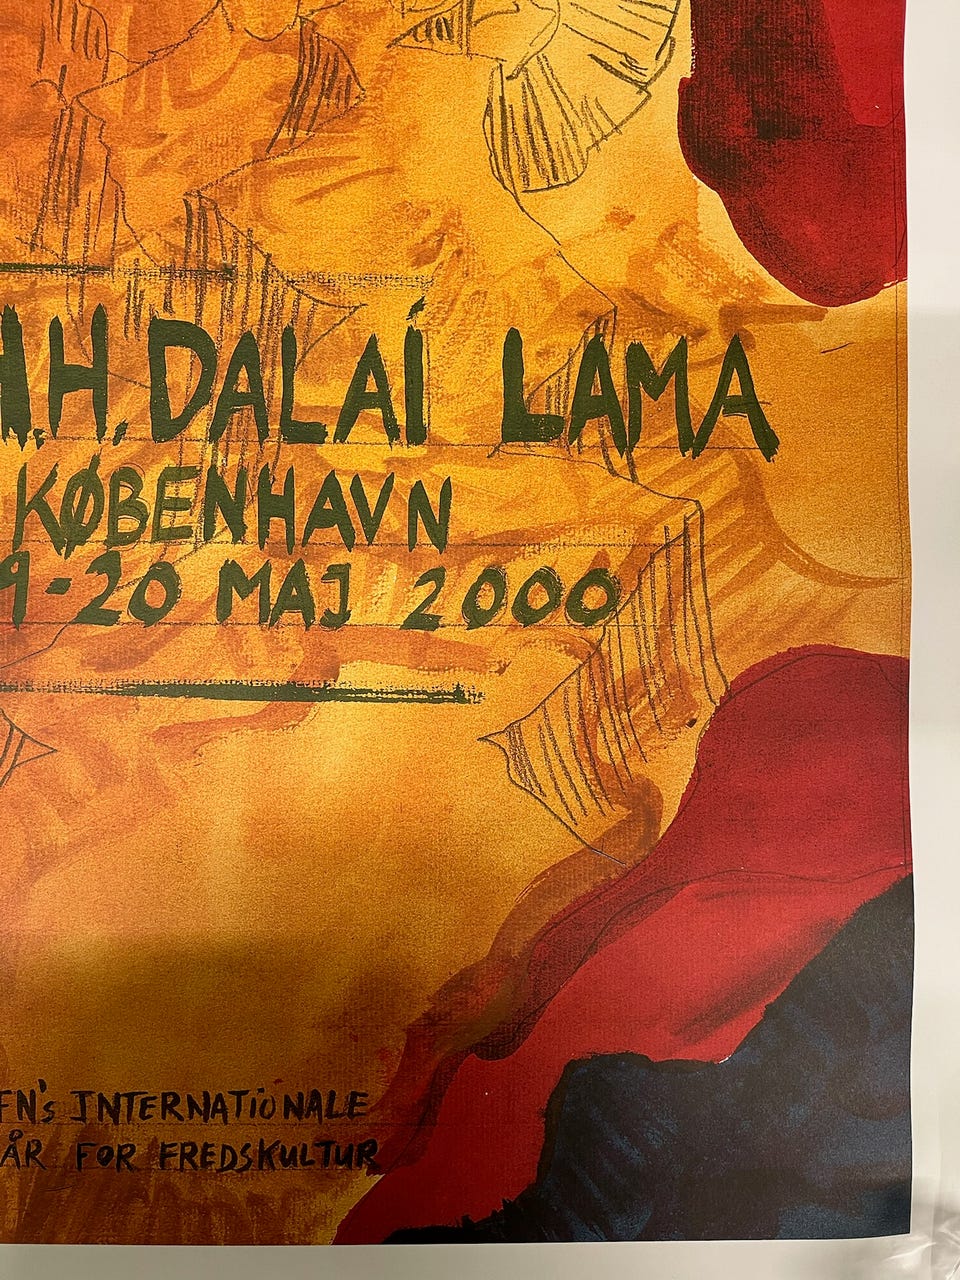 H.H. DALAÍ LAMA
KØBENHAVN
9-20 MAJ 2000
FN's INTERNATIONALE
ÅR FOR FREDSKULTUR